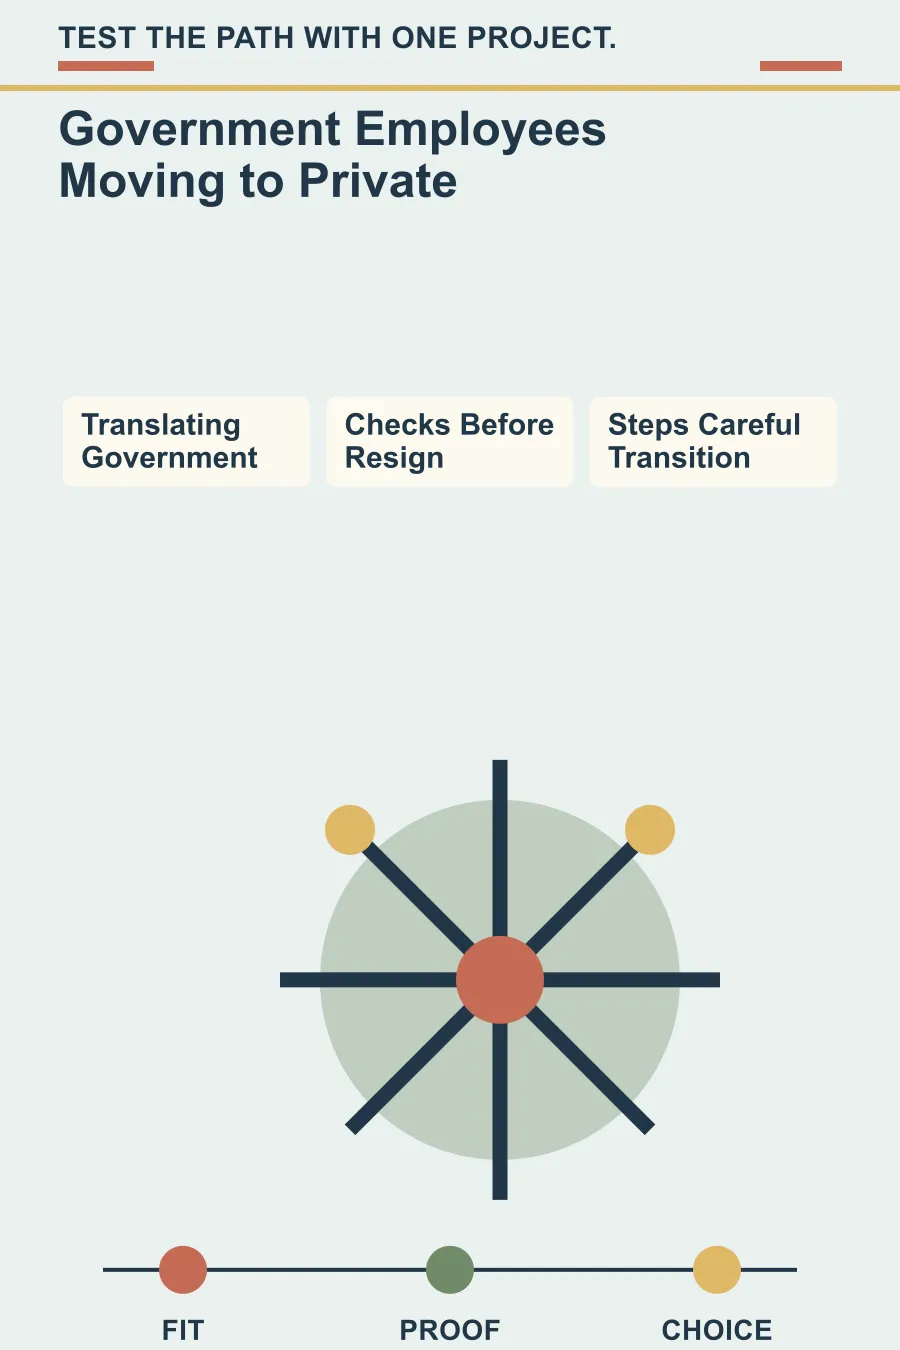 TEST THE PATH WITH ONE PROJECT.
Government Employees
Moving to Private
Translating
Government
Checks Before
Resign
Steps Careful
Transition
FIT
PROOF
CHOICE